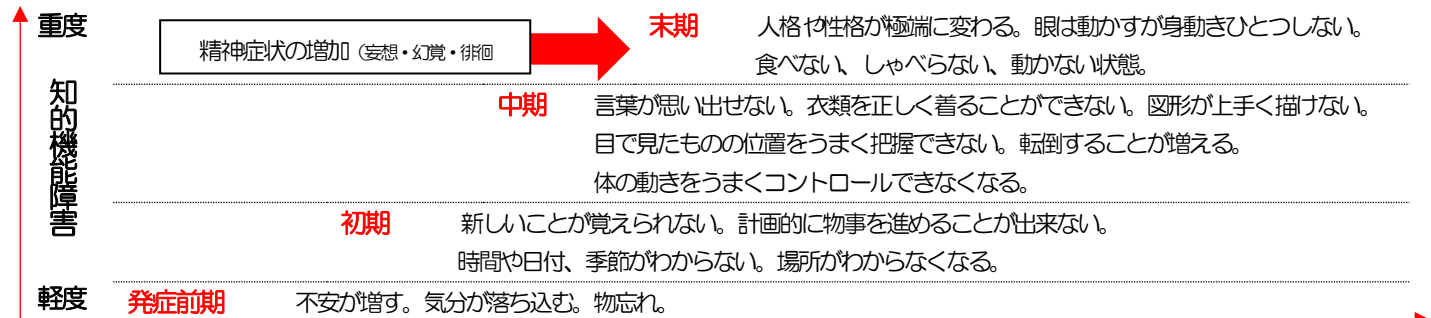 重度
精神症状の増加（妄想・幻覚・徘徊
末期　人格や性格が極端に変わる。眼は動かすが身動きひとつしない。
食べない、しゃべらない、動かない状態。
知的機能障害
中期　言葉が思い出せない。衣類を正しく着ることができない。図形が上手く描けない。
目で見たものの位置をうまく把握できない。転倒することが増える。
体の動きをうまくコントロールできなくなる。
初期　新しいことが覚えられない。計画的に物事を進めることが出来ない。
時間や日付、季節がわからない。場所がわからなくなる。
軽度　発症前期　不安が増す。気分が落ち込む。物忘れ。